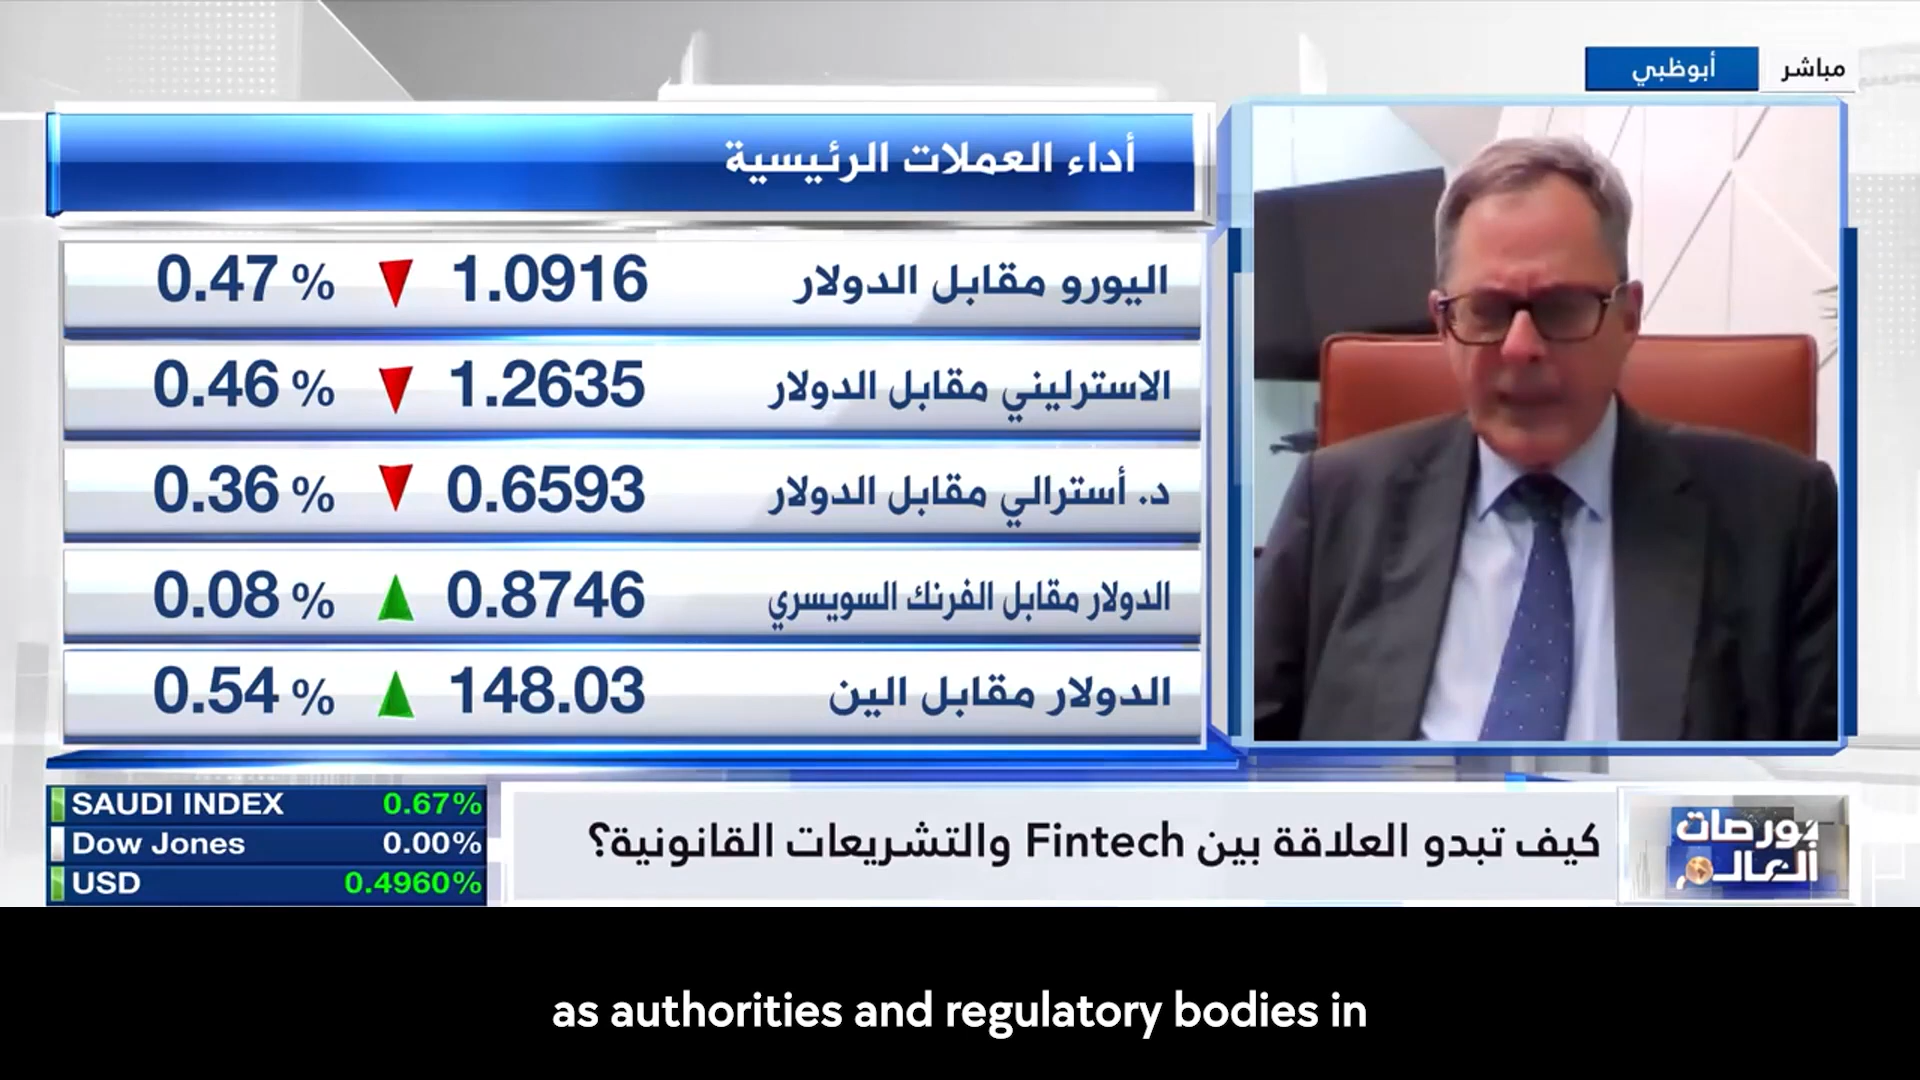 مباشر أبوظبي
أداء العملات الرئيسية
اليورو مقابل الدولار 1.0916 ▼ 0.47 %
الاسترليني مقابل الدولار 1.2635 ▼ 0.46 %
د. أسترالي مقابل الدولار 0.6593 ▼ 0.36 %
الدولار مقابل الفرنك السويسري 0.8746 ▲ 0.08 %
الدولار مقابل الين 148.03 ▲ 0.54 %
SAUDI INDEX 0.67%
Dow Jones 0.00%
USD 0.4960%
كيف تبدو العلاقة بين Fintech والتشريعات القانونية؟
بورصات
العالم
as authorities and regulatory bodies in